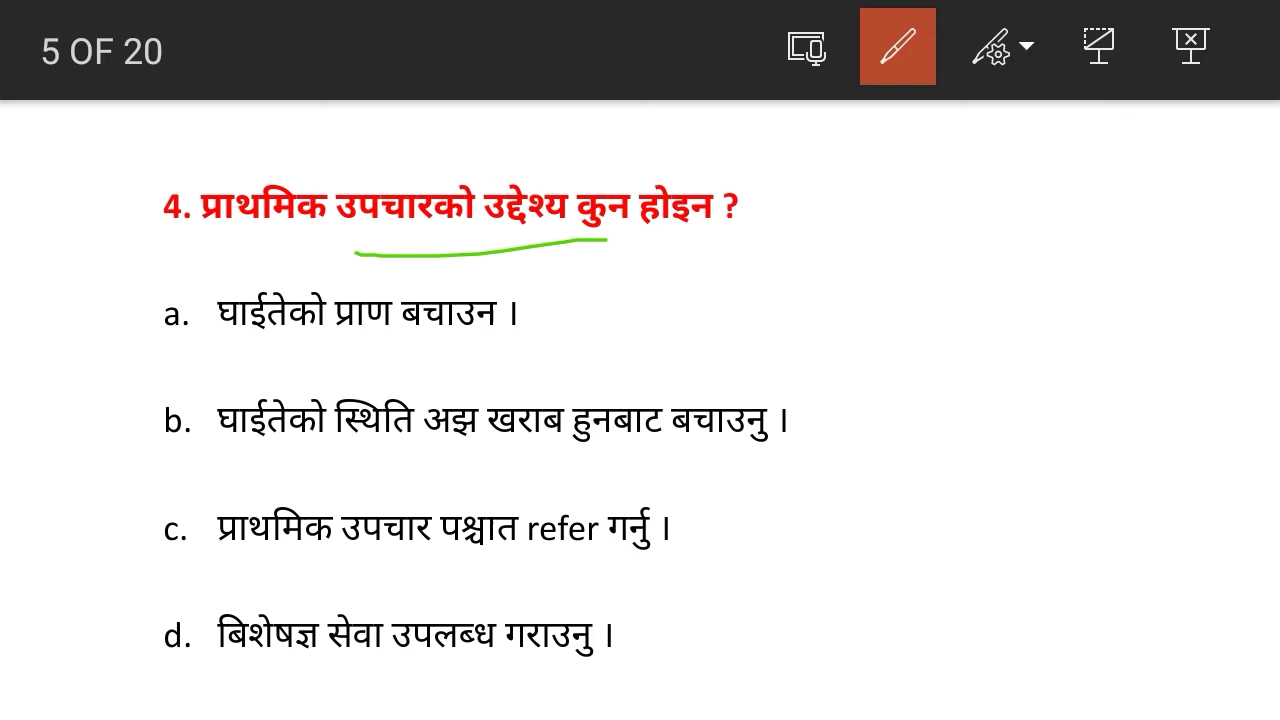 5 OF 20
4. प्राथमिक उपचारको उद्देश्य कुन होइन ?
a. घाईतेको प्राण बचाउन ।
b. घाईतेको स्थिति अझ खराब हुनबाट बचाउनु ।
c. प्राथमिक उपचार पश्चात refer गर्नु ।
d. बिशेषज्ञ सेवा उपलब्ध गराउनु ।